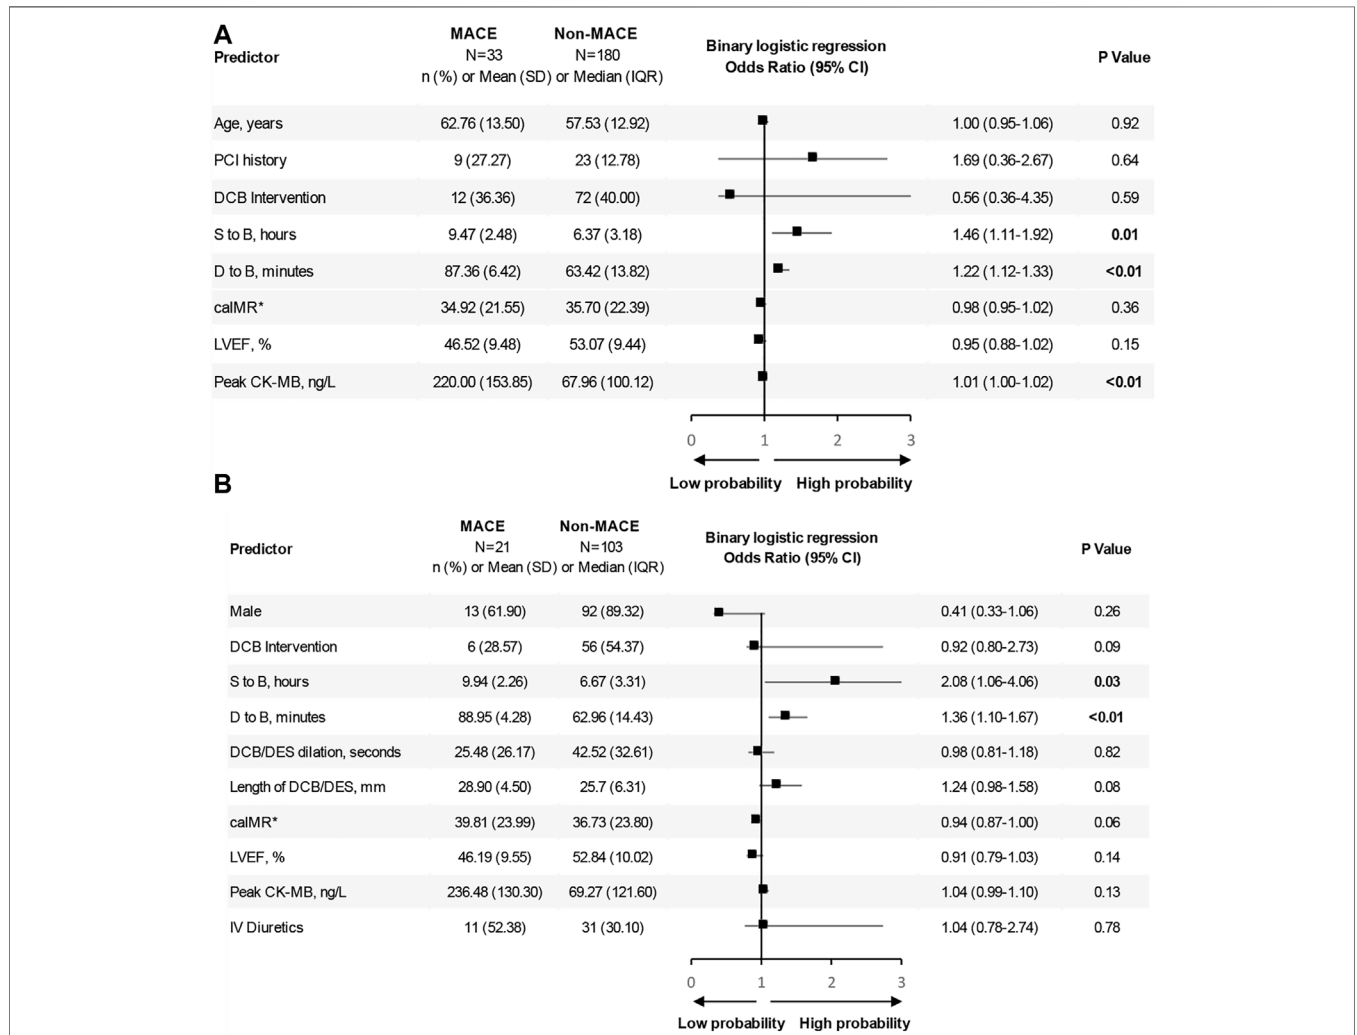 A
MACE Non-MACE
Predictor N=33 N=180 Binary logistic regression P Value
n (%) or Mean (SD) or Median (IQR) Odds Ratio (95% CI)
Age, years 62.76 (13.50) 57.53 (12.92) 1.00 (0.95-1.06) 0.92
PCI history 9 (27.27) 23 (12.78) 1.69 (0.36-2.67) 0.64
DCB Intervention 12 (36.36) 72 (40.00) 0.56 (0.36-4.35) 0.59
S to B, hours 9.47 (2.48) 6.37 (3.18) 1.46 (1.11-1.92) 0.01
D to B, minutes 87.36 (6.42) 63.42 (13.82) 1.22 (1.12-1.33) <0.01
caIMR* 34.92 (21.55) 35.70 (22.39) 0.98 (0.95-1.02) 0.36
LVEF, % 46.52 (9.48) 53.07 (9.44) 0.95 (0.88-1.02) 0.15
Peak CK-MB, ng/L 220.00 (153.85) 67.96 (100.12) 1.01 (1.00-1.02) <0.01
0 1 2 3
Low probability High probability
B
MACE Non-MACE
Predictor N=21 N=103 Binary logistic regression P Value
n (%) or Mean (SD) or Median (IQR) Odds Ratio (95% CI)
Male 13 (61.90) 92 (89.32) 0.41 (0.33-1.06) 0.26
DCB Intervention 6 (28.57) 56 (54.37) 0.92 (0.80-2.73) 0.09
S to B, hours 9.94 (2.26) 6.67 (3.31) 2.08 (1.06-4.06) 0.03
D to B, minutes 88.95 (4.28) 62.96 (14.43) 1.36 (1.10-1.67) <0.01
DCB/DES dilation, seconds 25.48 (26.17) 42.52 (32.61) 0.98 (0.81-1.18) 0.82
Length of DCB/DES, mm 28.90 (4.50) 25.7 (6.31) 1.24 (0.98-1.58) 0.08
caIMR* 39.81 (23.99) 36.73 (23.80) 0.94 (0.87-1.00) 0.06
LVEF, % 46.19 (9.55) 52.84 (10.02) 0.91 (0.79-1.03) 0.14
Peak CK-MB, ng/L 236.48 (130.30) 69.27 (121.60) 1.04 (0.99-1.10) 0.13
IV Diuretics 11 (52.38) 31 (30.10) 1.04 (0.78-2.74) 0.78
0 1 2 3
Low probability High probability